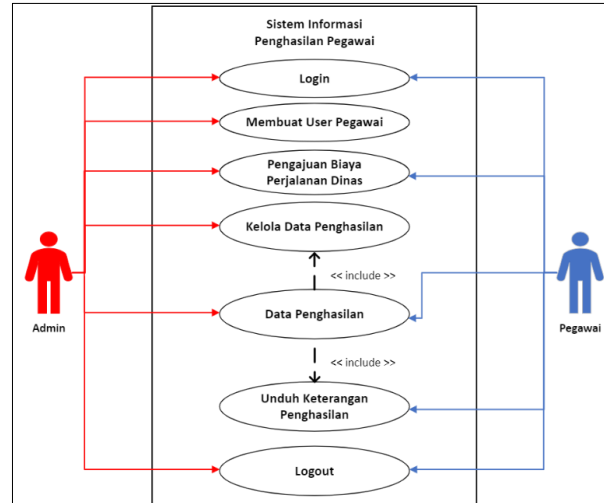 Sistem Informasi
Penghasilan Pegawai
Login
Membuat User Pegawai
Pengajuan Biaya
Perjalanan Dinas
Kelola Data Penghasilan
<< include >>
Data Penghasilan
Admin
Pegawai
<< include >>
Unduh Keterangan
Penghasilan
Logout